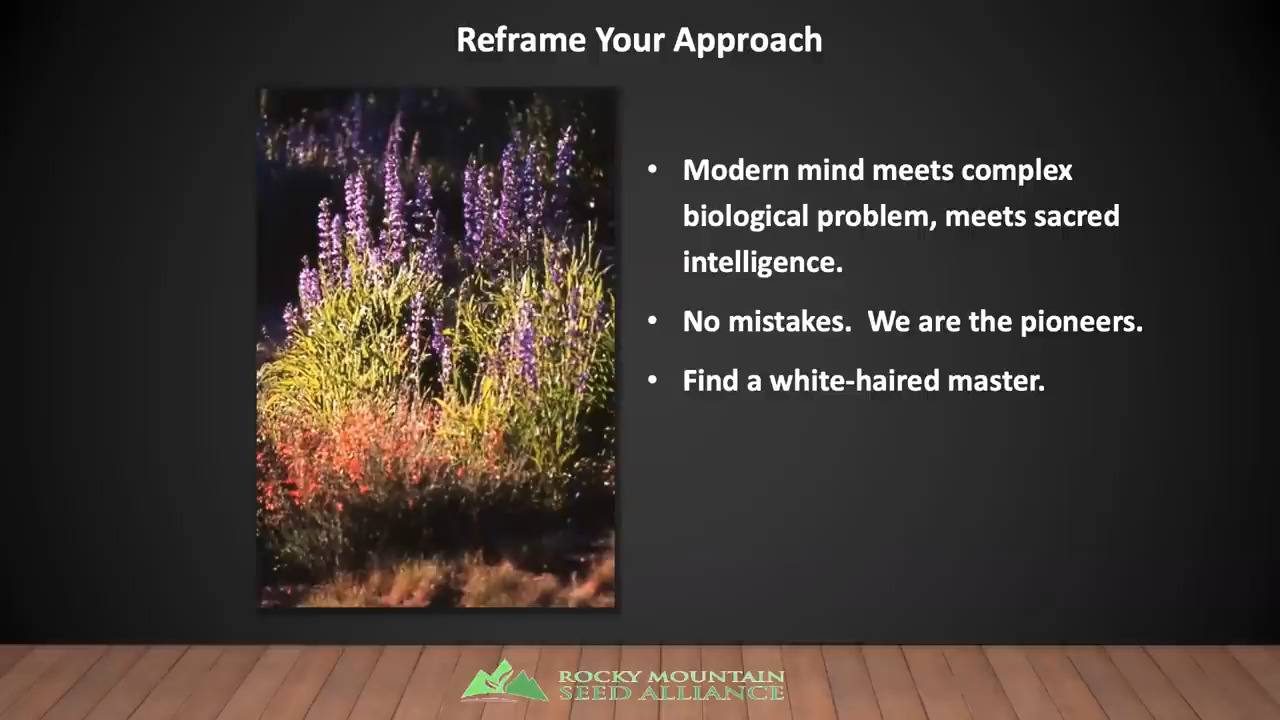 Reframe Your Approach
• Modern mind meets complex
biological problem, meets sacred
intelligence.
• No mistakes.  We are the pioneers.
• Find a white-haired master.
ROCKY MOUNTAIN
SEED ALLIANCE